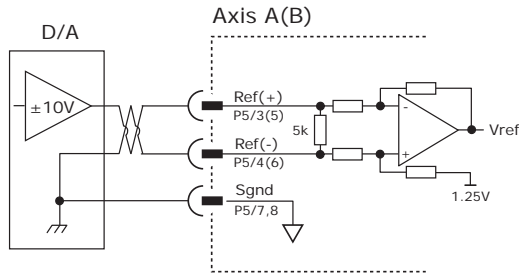 Axis A(B)
D/A
±10V
Ref(+)
P5/3(5)
5k
Ref(-)
P5/4(6)
Sgnd
P5/7,8
-
+
Vref
1.25V